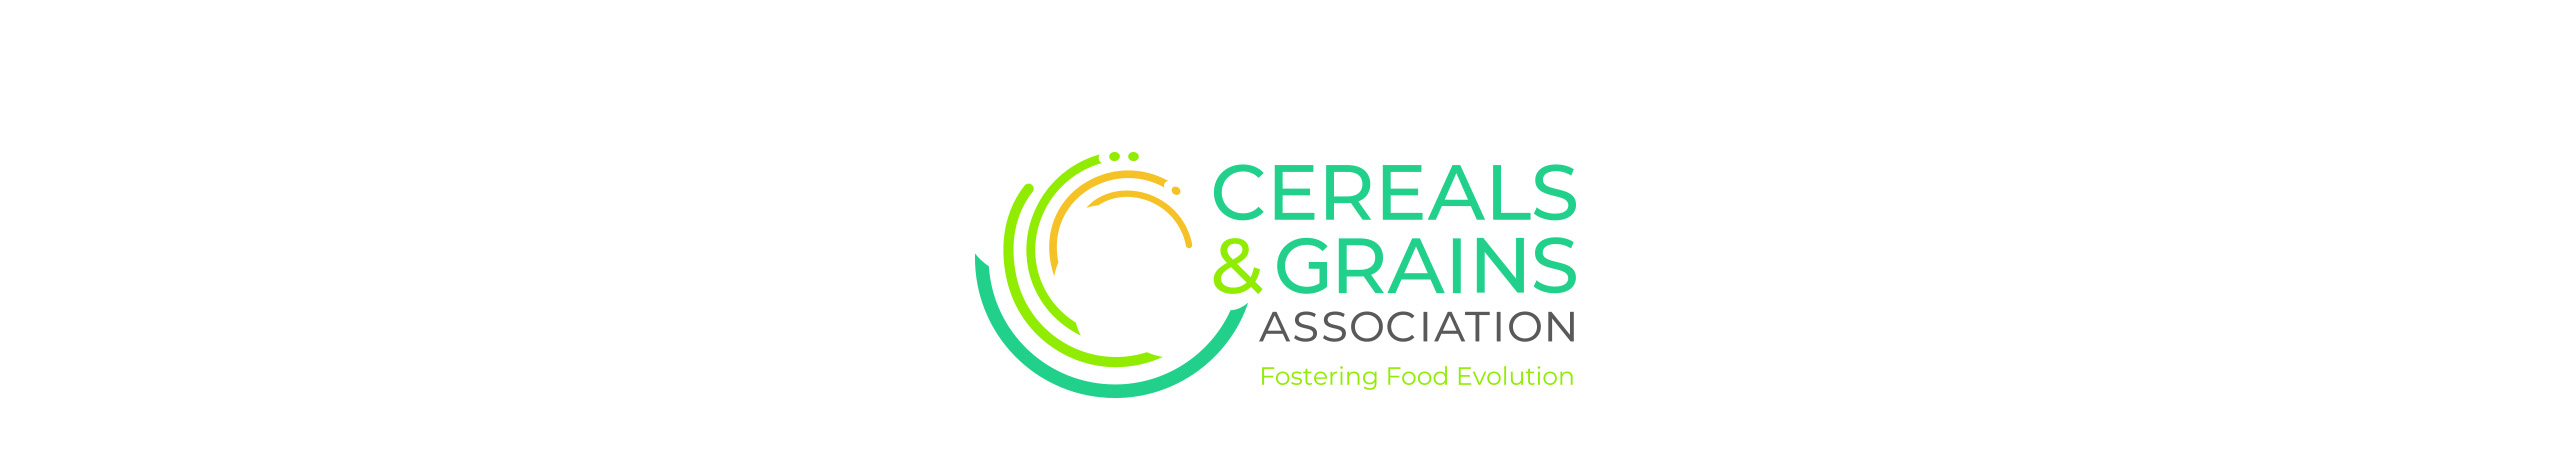 CEREALS
& GRAINS
ASSOCIATION
Fostering Food Evolution